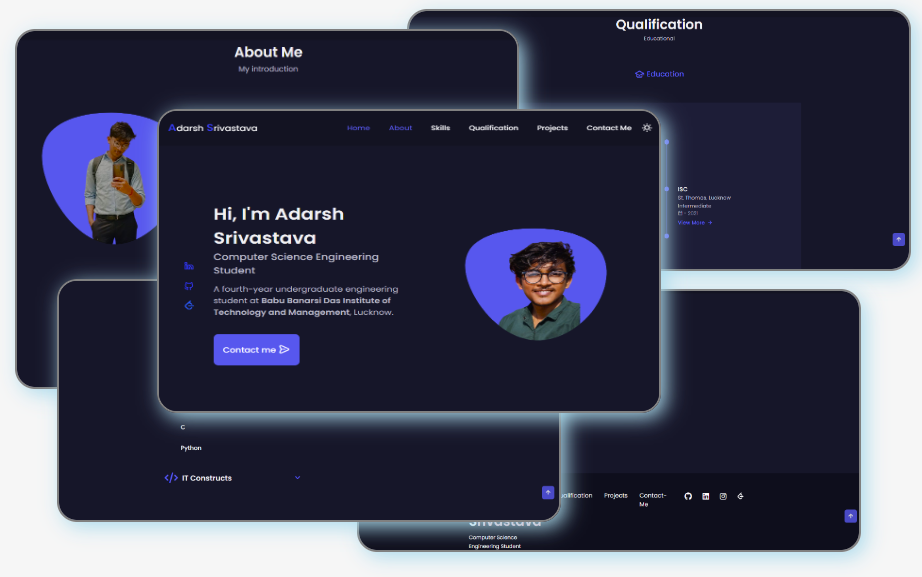 About Me
My introduction
Qualification
Educational
Education
ISC
St. Thomas, Lucknow
Intermediate
- 2021
View More
Adarsh Srivastava
Home About Skills Qualification Projects Contact Me
Hi, I'm Adarsh
Srivastava
Computer Science Engineering
Student
A fourth-year undergraduate engineering
student at Babu Banarsi Das Institute of
Technology and Management, Lucknow.
Contact me
C
Python
IT Constructs
Projects Contact-
Me
Srivastava
Computer Science
Engineering Student